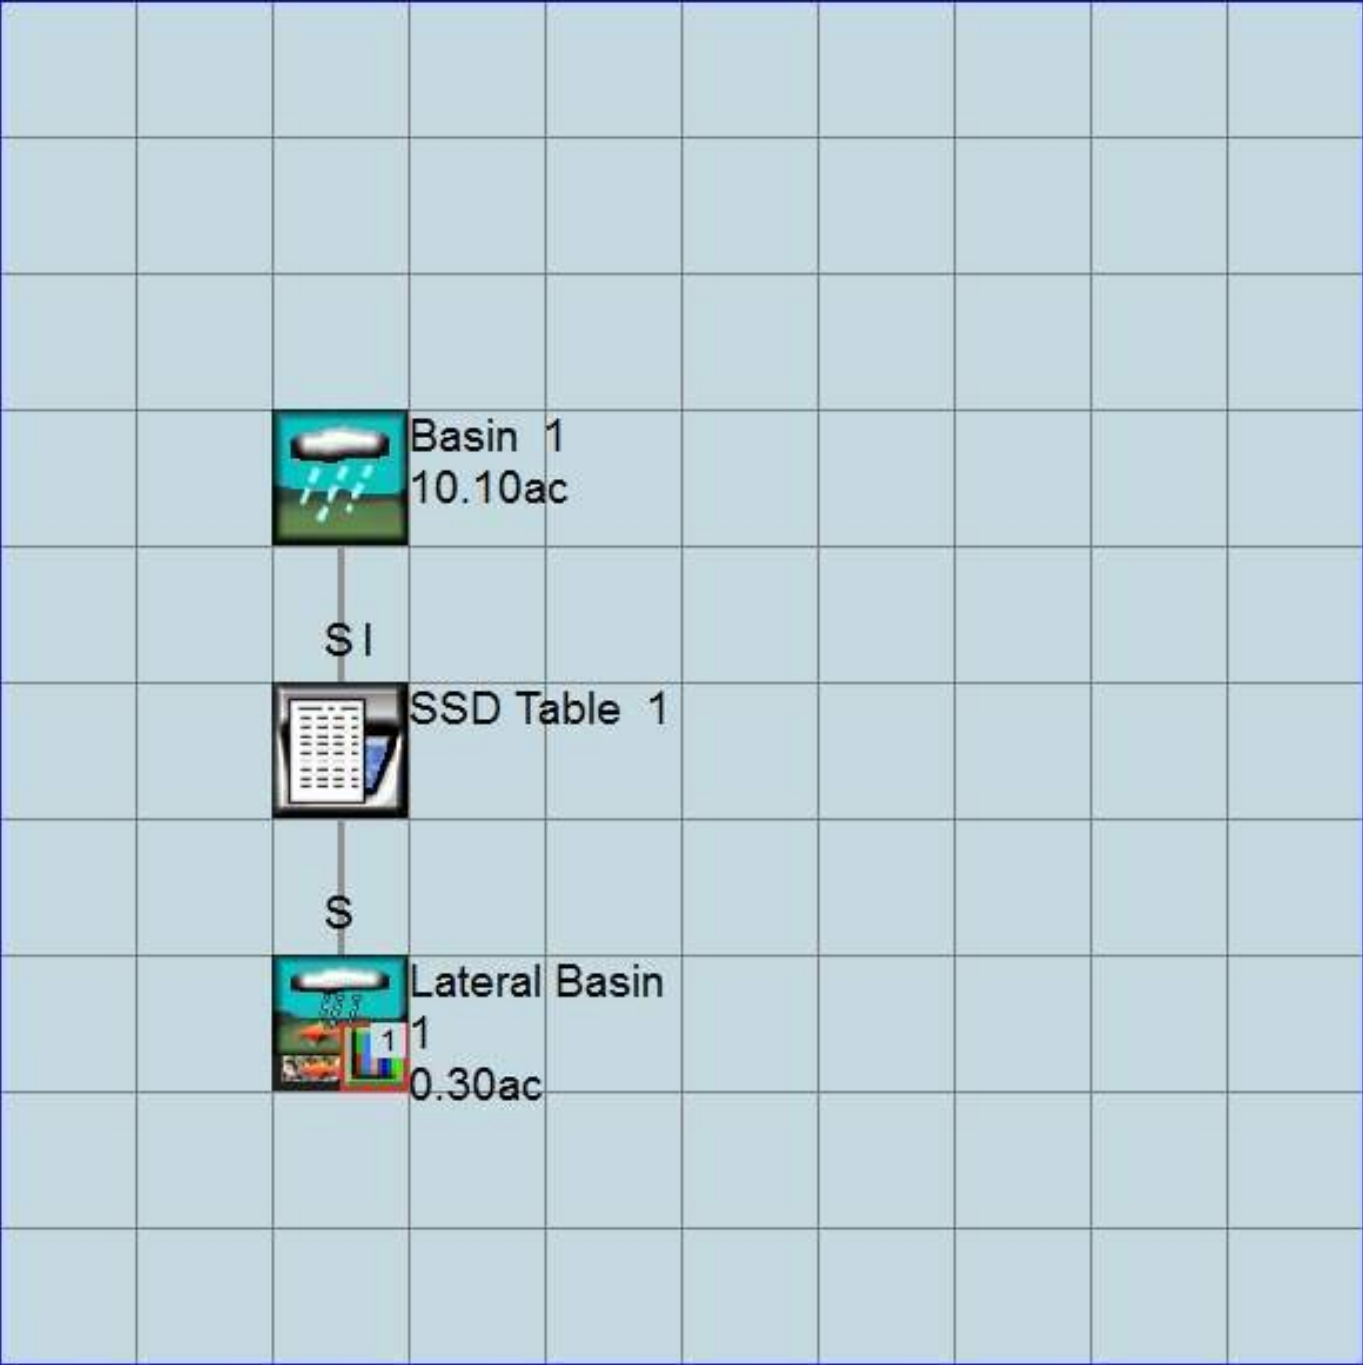 Basin 1
10.10ac
S I
SSD Table 1
S
Lateral Basin
1
1
0.30ac